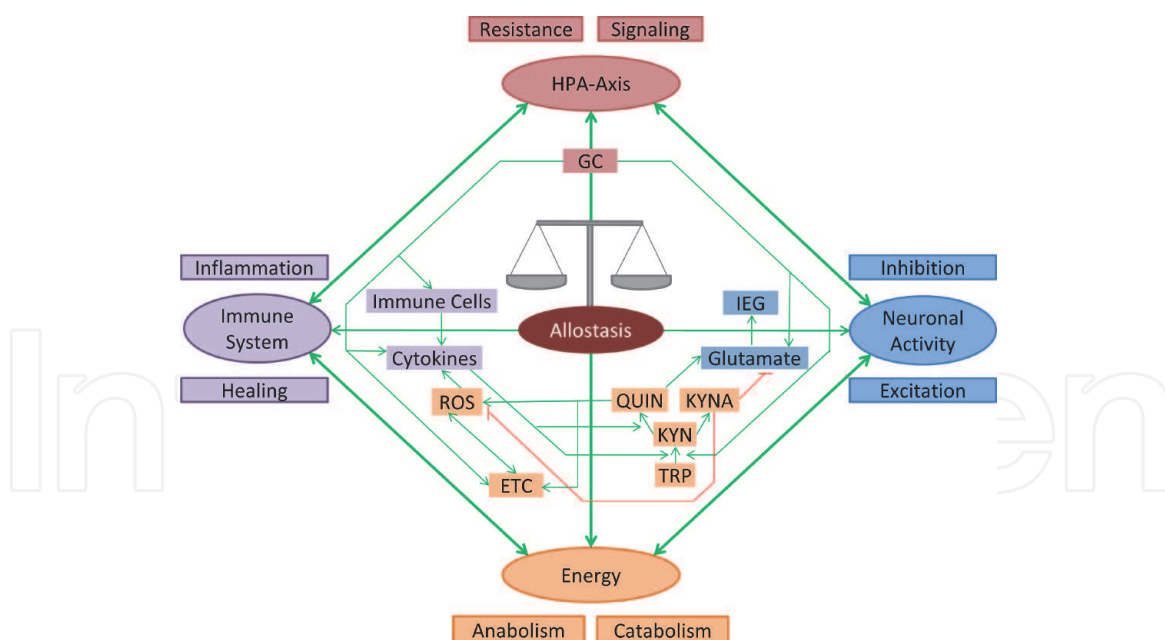 Resistance
Signaling
HPA-Axis
GC
Inflammation
Inhibition
Immune Cells
IEG
Immune
System
Allostasis
Neuronal
Activity
Cytokines
Glutamate
Healing
Excitation
ROS
QUIN
KYNA
KYN
TRP
ETC
Energy
Anabolism
Catabolism